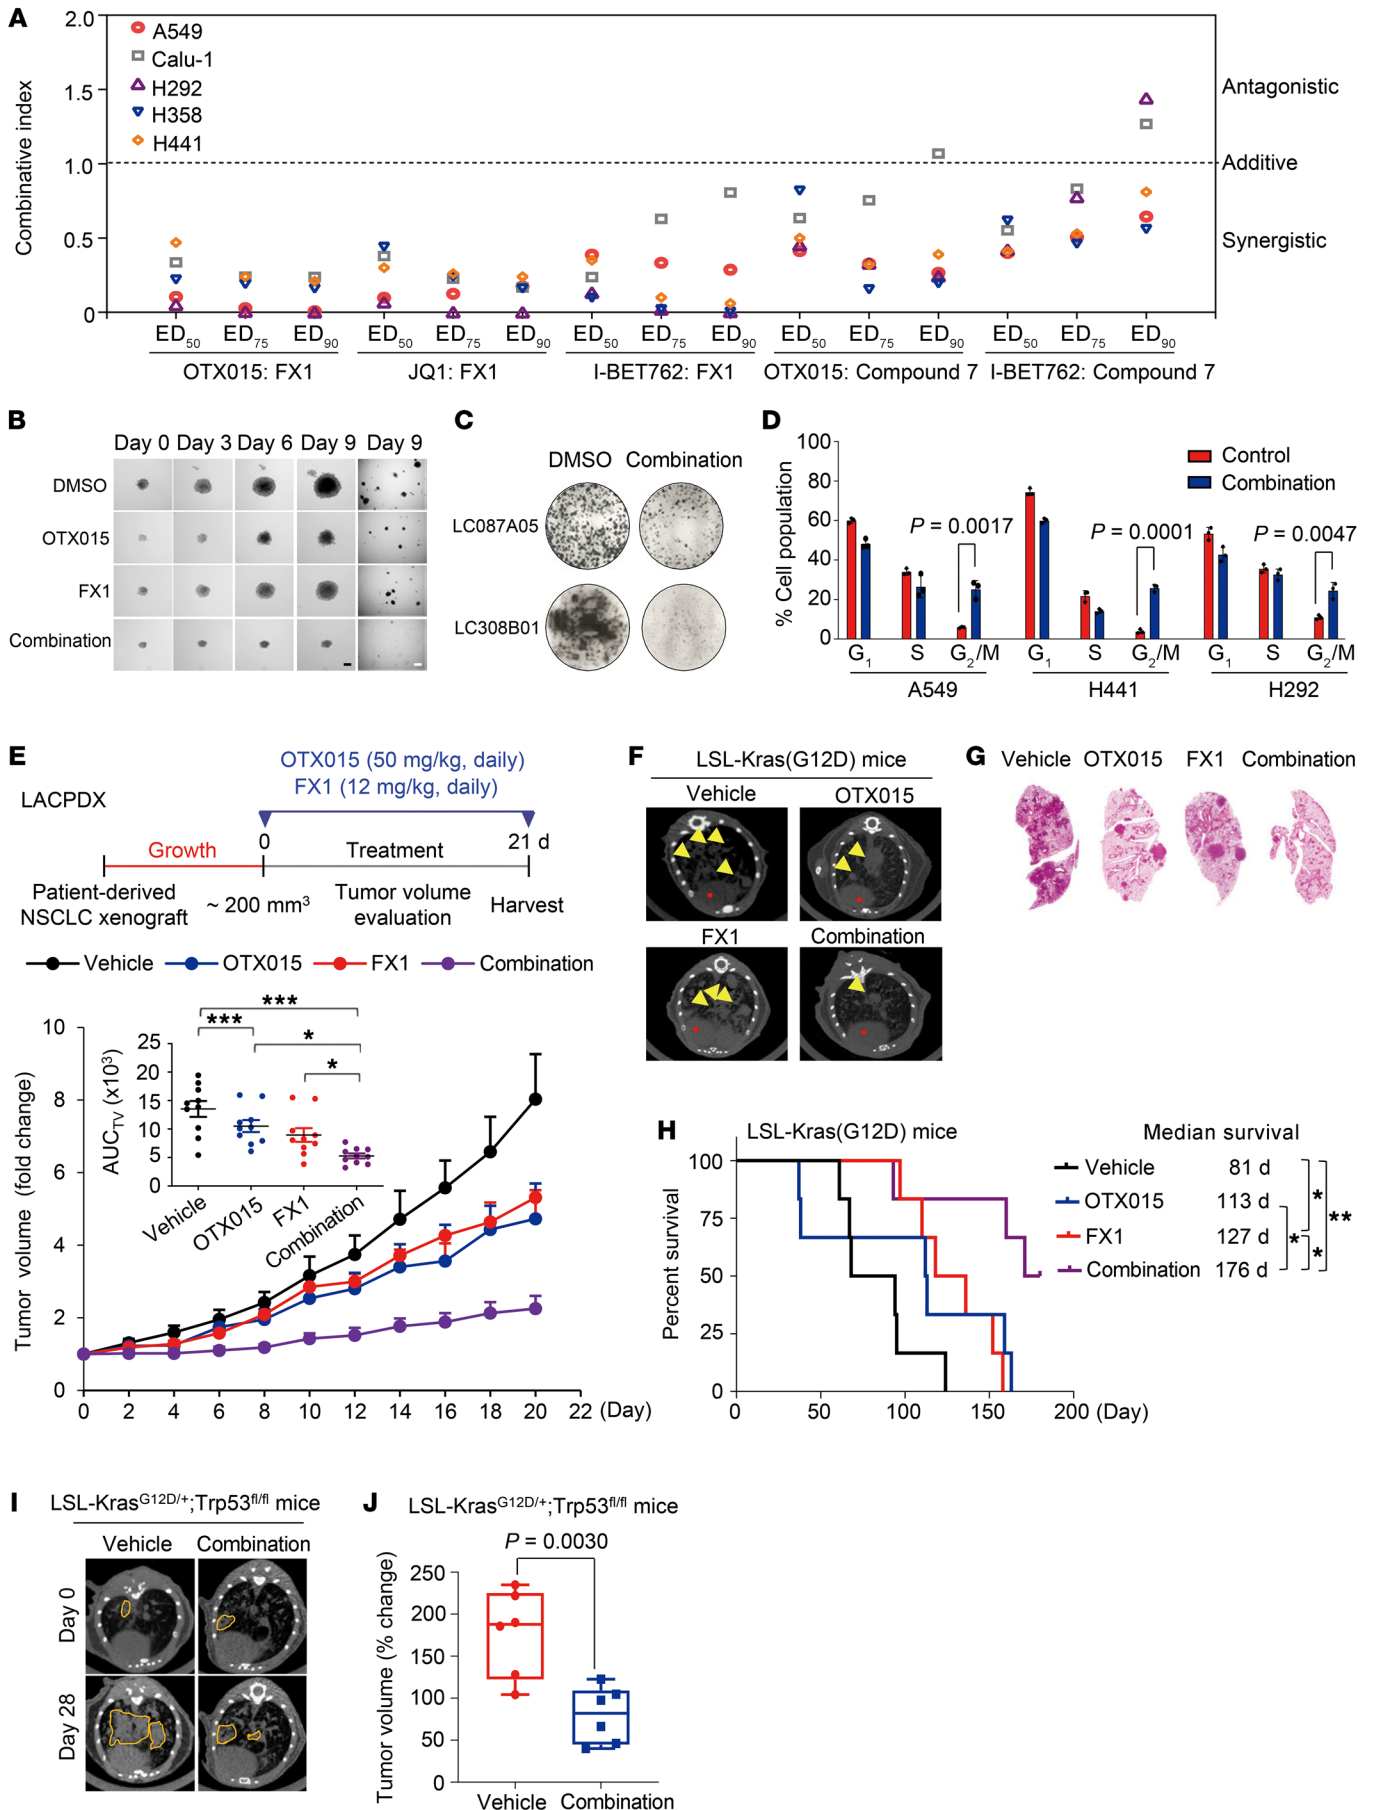 A
2.0
1.5
1.0
0.5
0
Combinative index
A549
Calu-1
H292
H358
H441
Antagonistic
Additive
Synergistic
ED50 ED75 ED90 ED50 ED75 ED90 ED50 ED75 ED90 ED50 ED75 ED90 ED50 ED75 ED90
OTX015: FX1 JQ1: FX1 I-BET762: FX1 OTX015: Compound 7 I-BET762: Compound 7
B
Day 0 Day 3 Day 6 Day 9 Day 9
DMSO
OTX015
FX1
Combination
C
DMSO Combination
LC087A05
LC308B01
D
100
80
60
40
20
0
% Cell population
Control
Combination
P = 0.0017
P = 0.0001
P = 0.0047
G1 S G2/M G1 S G2/M G1 S G2/M
A549 H441 H292
E
OTX015 (50 mg/kg, daily)
FX1 (12 mg/kg, daily)
LACPDX
0 21 d
Growth Treatment
Patient-derived
NSCLC xenograft
~ 200 mm3
Tumor volume
evaluation
Harvest
Vehicle OTX015 FX1 Combination
10
8
6
4
2
0
Tumor volume (fold change)
0 2 4 6 8 10 12 14 16 18 20 22 (Day)
***
***
*
*
25
20
15
10
5
0
AUCTV (x103)
Vehicle
OTX015
FX1
Combination
F
LSL-Kras(G12D) mice
Vehicle OTX015
FX1 Combination
G
Vehicle OTX015 FX1 Combination
H
LSL-Kras(G12D) mice
100
75
50
25
0
Percent survival
0 50 100 150 200 (Day)
Median survival
Vehicle 81 d
OTX015 113 d
FX1 127 d
Combination 176 d
*
**
*
*
I
LSL-KrasG12D/+;Trp53fl/fl mice
Vehicle Combination
Day 0
Day 28
J
LSL-KrasG12D/+;Trp53fl/fl mice
P = 0.0030
250
200
150
100
50
0
Tumor volume (% change)
Vehicle Combination